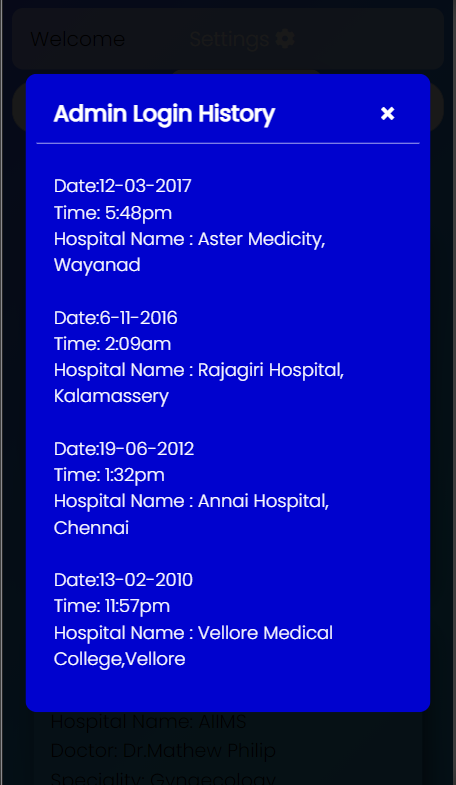 Welcome Settings
Admin Login History
Date:12-03-2017
Time: 5:48pm
Hospital Name : Aster Medicity,
Wayanad
Date:6-11-2016
Time: 2:09am
Hospital Name : Rajagiri Hospital,
Kalamassery
Date:19-06-2012
Time: 1:32pm
Hospital Name : Annai Hospital,
Chennai
Date:13-02-2010
Time: 11:57pm
Hospital Name : Vellore Medical
College,Vellore
Hospital Name: AIIMS
Doctor: Dr.Mathew Philip
Speciality: Gynaecology